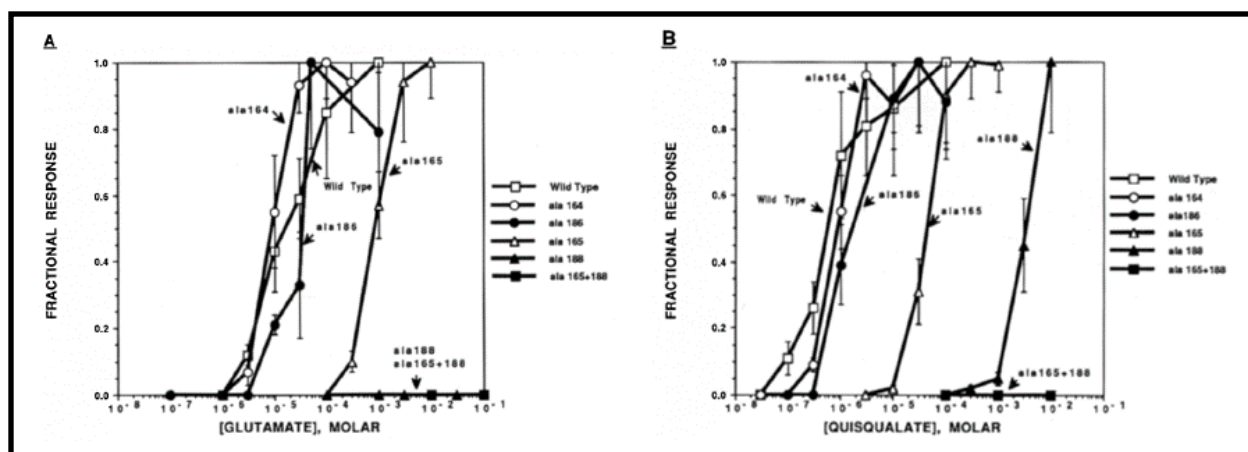 A
1.0
0.8
0.6
0.4
0.2
0.0
FRACTIONAL RESPONSE
ala164
Wild Type
ala165
ala186
ala188
ala165+188
10⁻⁸ 10⁻⁷ 10⁻⁶ 10⁻⁵ 10⁻⁴ 10⁻³ 10⁻² 10⁻¹
[GLUTAMATE], MOLAR
Wild Type
ala 164
ala 186
ala 165
ala 188
ala 165+188
B
1.0
0.8
0.6
0.4
0.2
0.0
FRACTIONAL RESPONSE
ala164
ala188
Wild Type
ala186
ala165
ala165+188
10⁻⁸ 10⁻⁷ 10⁻⁶ 10⁻⁵ 10⁻⁴ 10⁻³ 10⁻² 10⁻¹
[QUISQUALATE], MOLAR
Wild Type
ala 164
ala186
ala 165
ala 188
ala 165+188